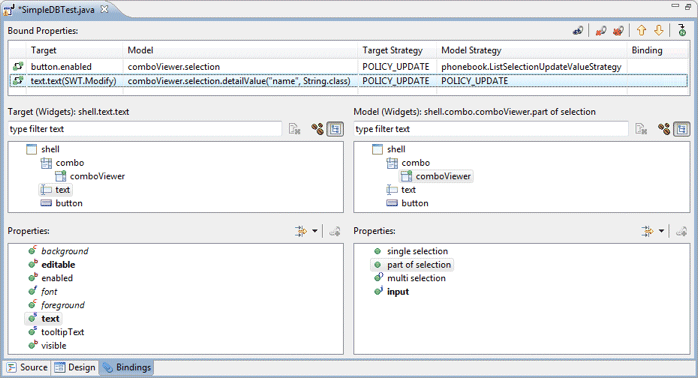 *SimpleDBTest.java
Bound Properties:
Target Model Target Strategy Model Strategy Binding
button.enabled comboViewer.selection POLICY_UPDATE phonebook.ListSelectionUpdateValueStrategy
text.text(SWT.Modify) comboViewer.selection.detailValue("name", String.class) POLICY_UPDATE POLICY_UPDATE
Target (Widgets): shell.text.text
type filter text
shell
combo
comboViewer
text
button
Model (Widgets): shell.combo.comboViewer.part of selection
type filter text
shell
combo
comboViewer
text
button
Properties:
background
editable
enabled
font
foreground
text
tooltipText
visible
Properties:
single selection
part of selection
multi selection
input
Source Design Bindings